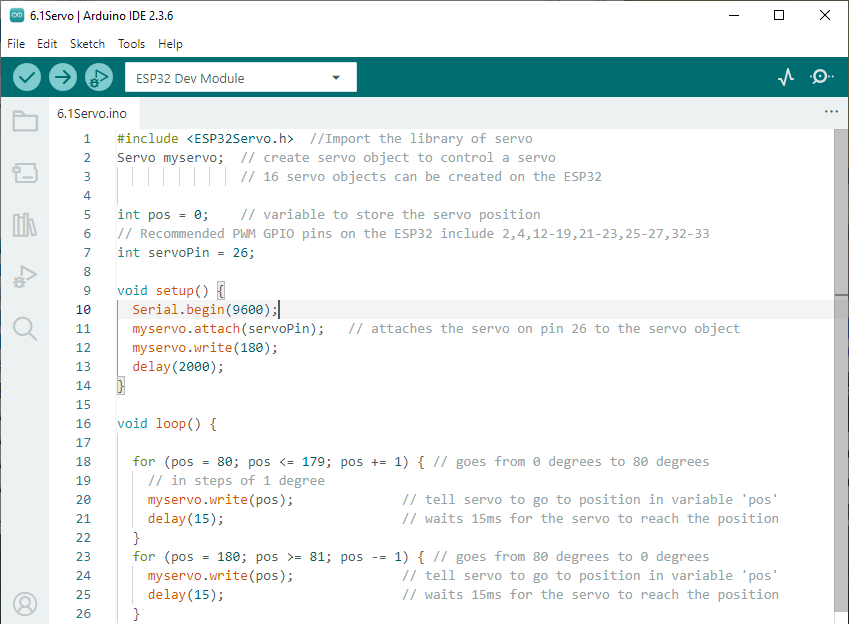 6.1Servo | Arduino IDE 2.3.6
File Edit Sketch Tools Help
ESP32 Dev Module
6.1Servo.ino
1 #include <ESP32Servo.h>  //Import the library of servo
2 Servo myservo;  // create servo object to control a servo
3 // 16 servo objects can be created on the ESP32
4
5 int pos = 0;    // variable to store the servo position
6 // Recommended PWM GPIO pins on the ESP32 include 2,4,12-19,21-23,25-27,32-33
7 int servoPin = 26;
8
9 void setup() {
10   Serial.begin(9600);
11   myservo.attach(servoPin);   // attaches the servo on pin 26 to the servo object
12   myservo.write(180);
13   delay(2000);
14 }
15
16 void loop() {
17
18   for (pos = 80; pos <= 179; pos += 1) { // goes from 0 degrees to 80 degrees
19     // in steps of 1 degree
20     myservo.write(pos);              // tell servo to go to position in variable 'pos'
21     delay(15);                       // waits 15ms for the servo to reach the position
22   }
23   for (pos = 180; pos >= 81; pos -= 1) { // goes from 80 degrees to 0 degrees
24     myservo.write(pos);              // tell servo to go to position in variable 'pos'
25     delay(15);                       // waits 15ms for the servo to reach the position
26   }